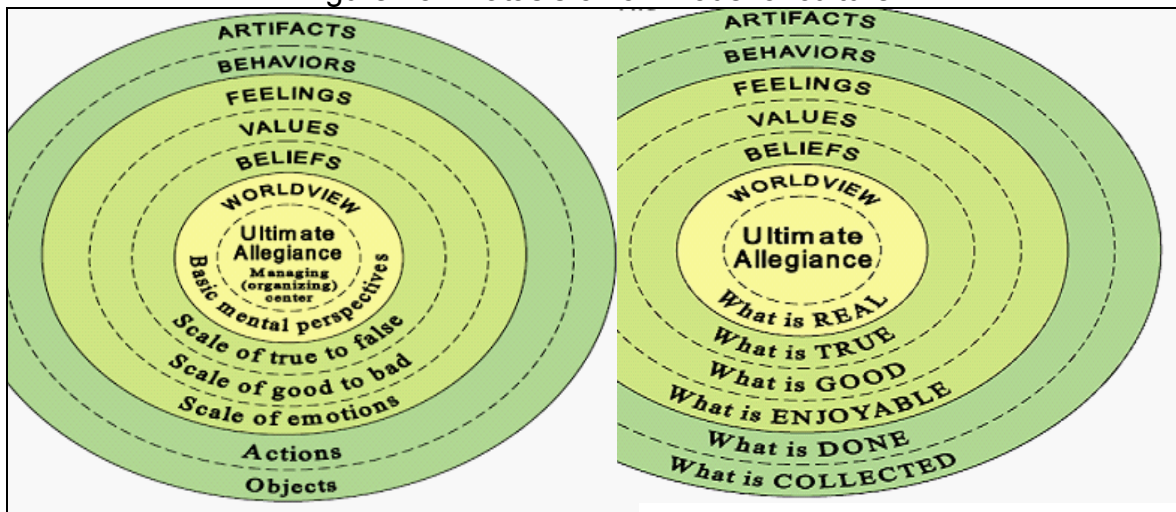 ARTIFACTS
BEHAVIORS
FEELINGS
VALUES
BELIEFS
WORLDVIEW
Ultimate
Allegiance
Managing
(organizing)
center
Basic mental perspectives
Scale of true to false
Scale of good to bad
Scale of emotions
Actions
Objects
ARTIFACTS
BEHAVIORS
FEELINGS
VALUES
BELIEFS
WORLDVIEW
Ultimate
Allegiance
What is REAL
What is TRUE
What is GOOD
What is ENJOYABLE
What is DONE
What is COLLECTED